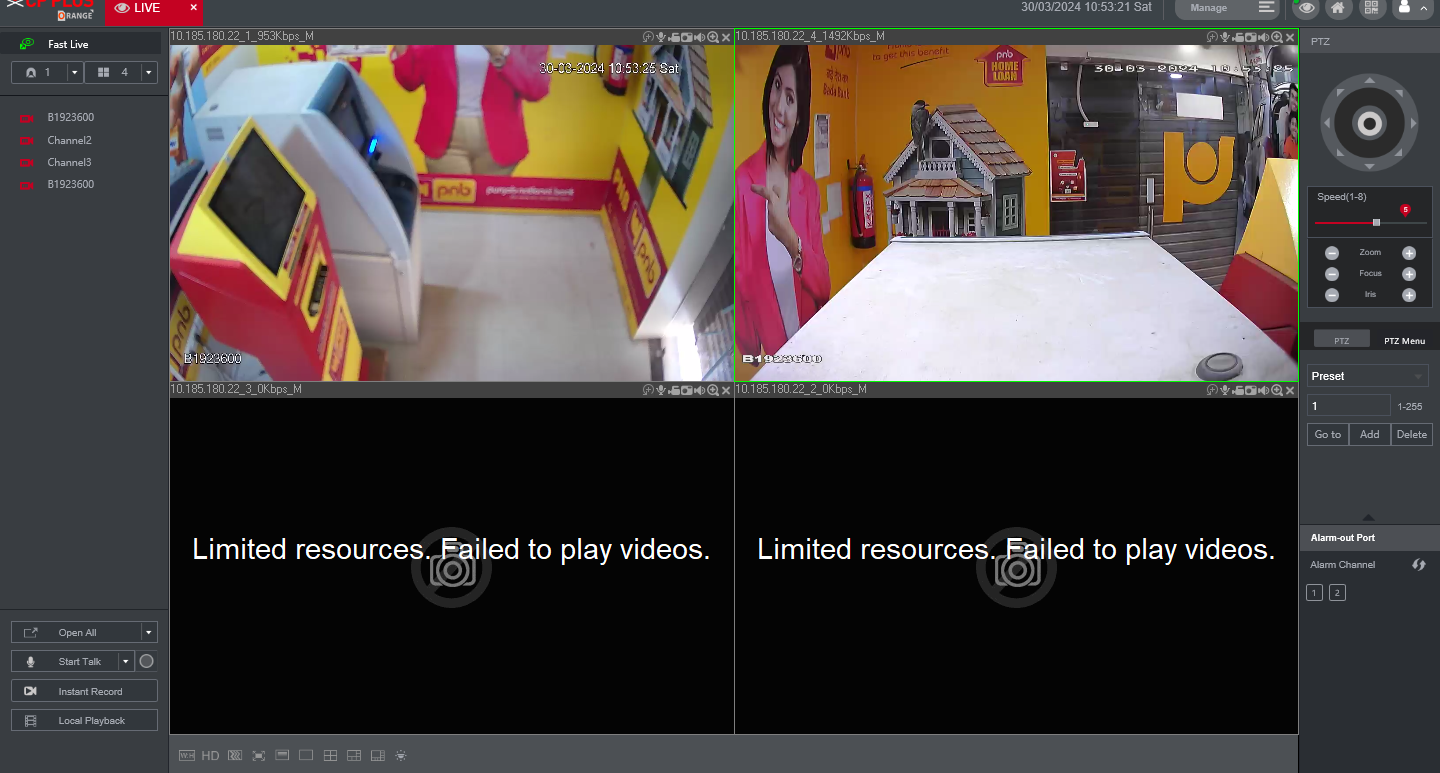 CP PLUS
ORANGE
LIVE
×
30/03/2024 10:53:21 Sat
Manage
Fast Live
1
4
B1923600
Channel2
Channel3
B1923600
10.185.180.22_1_953Kbps_M
30-03-2024 10:53:25 Sat
pnb
punjab national bank
PNB
pnb
pnb
B1923600
10.185.180.22_4_1492Kbps_M
to get this benefit.
pnb
HOME
LOAN
30-03-2024 10:53:25
B1923600
10.185.180.22_3_0Kbps_M
Limited resources. Failed to play videos.
10.185.180.22_2_0Kbps_M
Limited resources. Failed to play videos.
PTZ
Speed(1-8)
5
Zoom
Focus
Iris
PTZ
PTZ Menu
Preset
1
1-255
Go to
Add
Delete
Alarm-out Port
Alarm Channel
1
2
Open All
Start Talk
Instant Record
Local Playback
W:H
HD